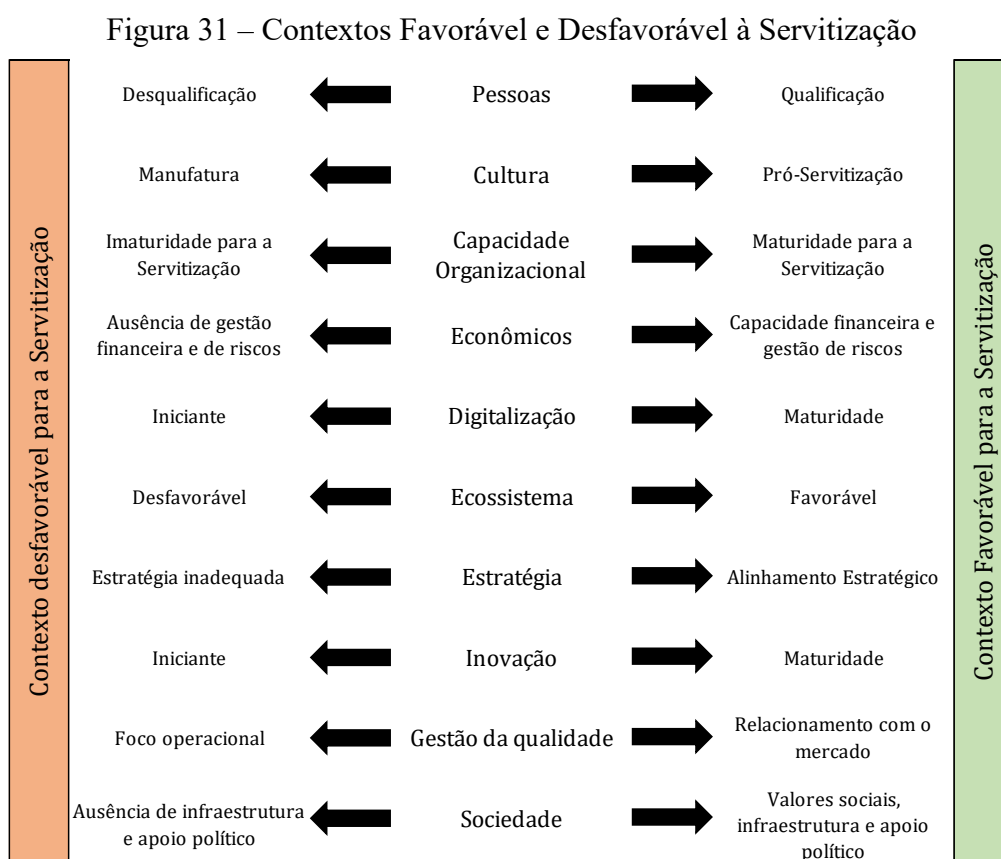 Figura 31 – Contextos Favorável e Desfavorável à Servitização
Contexto desfavorável para a Servitização
Desqualificação
Pessoas
Qualificação
Manufatura
Cultura
Pró-Servitização
Imaturidade para a
Servitização
Capacidade
Organizacional
Maturidade para a
Servitização
Ausência de gestão
financeira e de riscos
Econômicos
Capacidade financeira e
gestão de riscos
Iniciante
Digitalização
Maturidade
Desfavorável
Ecossistema
Favorável
Estratégia inadequada
Estratégia
Alinhamento Estratégico
Iniciante
Inovação
Maturidade
Foco operacional
Gestão da qualidade
Relacionamento com o
mercado
Ausência de infraestrutura
e apoio político
Sociedade
Valores sociais,
infraestrutura e apoio
político
Contexto Favorável para a Servitização